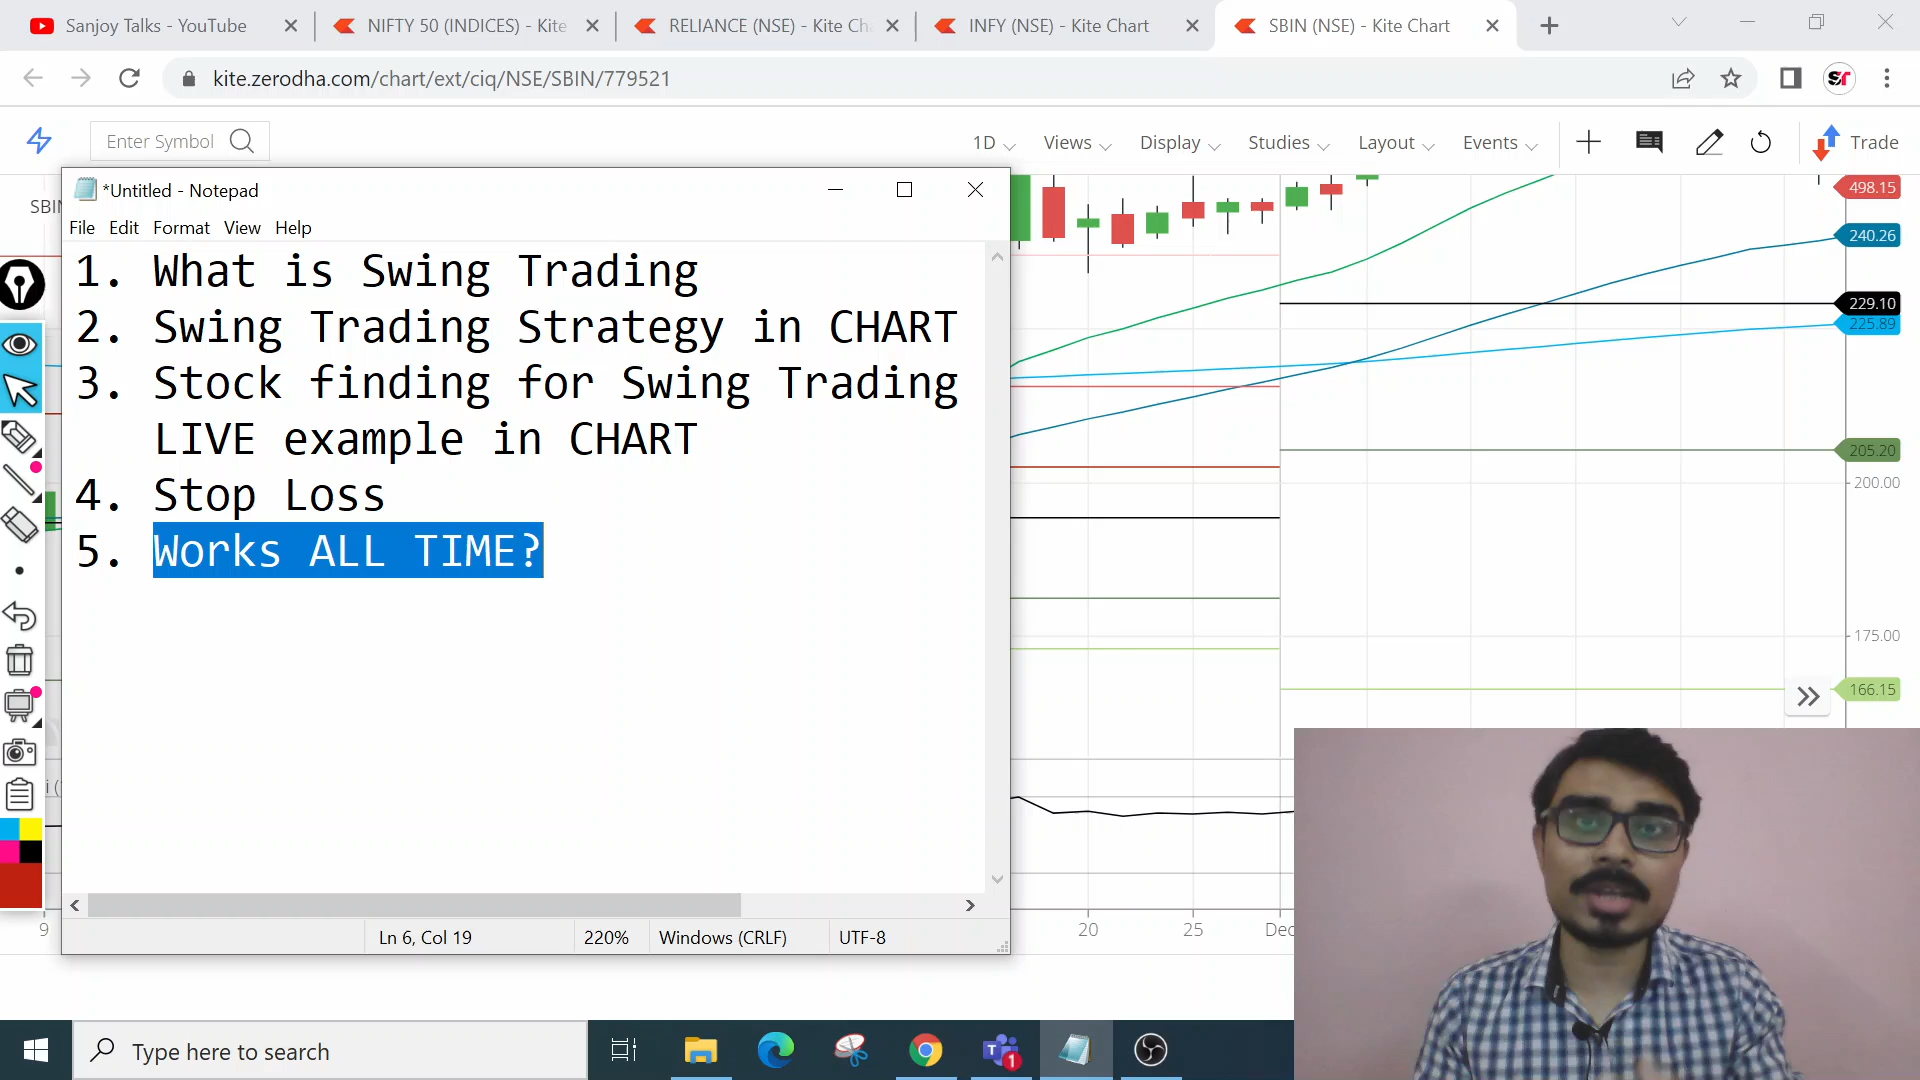 Sanjoy Talks - YouTube
NIFTY 50 (INDICES) - Kite
RELIANCE (NSE) - Kite Ch
INFY (NSE) - Kite Chart
SBIN (NSE) - Kite Chart
kite.zerodha.com/chart/ext/ciq/NSE/SBIN/779521
Enter Symbol
1D
Views
Display
Studies
Layout
Events
Trade
SBIN
*Untitled - Notepad
File Edit Format View Help
1. What is Swing Trading
2. Swing Trading Strategy in CHART
3. Stock finding for Swing Trading
LIVE example in CHART
4. Stop Loss
5. Works ALL TIME?
Ln 6, Col 19
220%
Windows (CRLF)
UTF-8
498.15
240.26
229.10
225.89
205.20
200.00
175.00
166.15
9
20
25
Dec
Type here to search
1